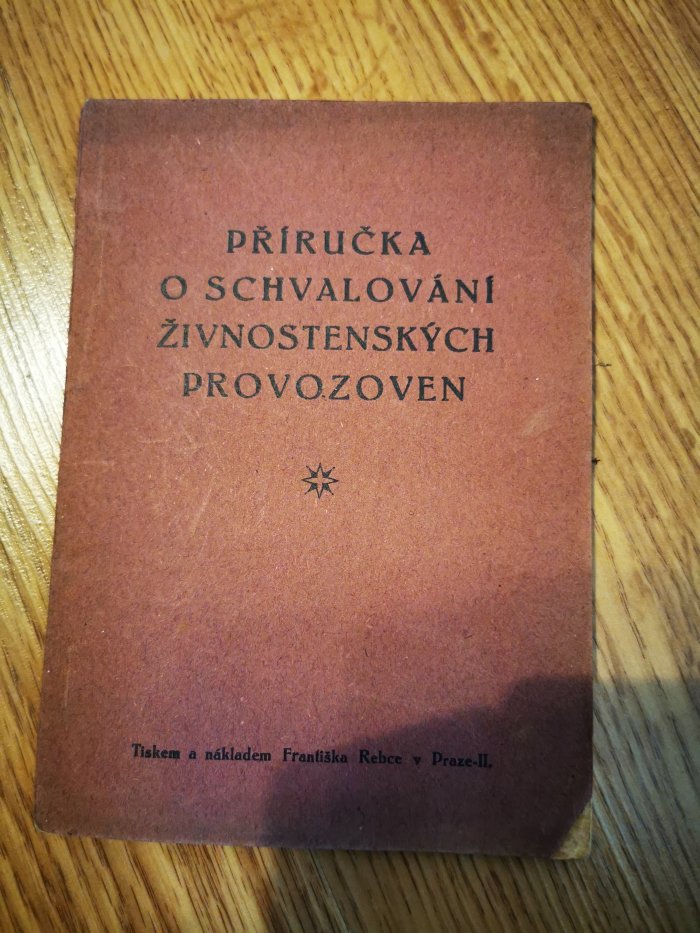 PŘÍRUČKA
O SCHVALOVÁNÍ
ŽIVNOSTENSKÝCH
PROVOZOVEN
Tiskem a nákladem Františka Rebce v Praze-II.